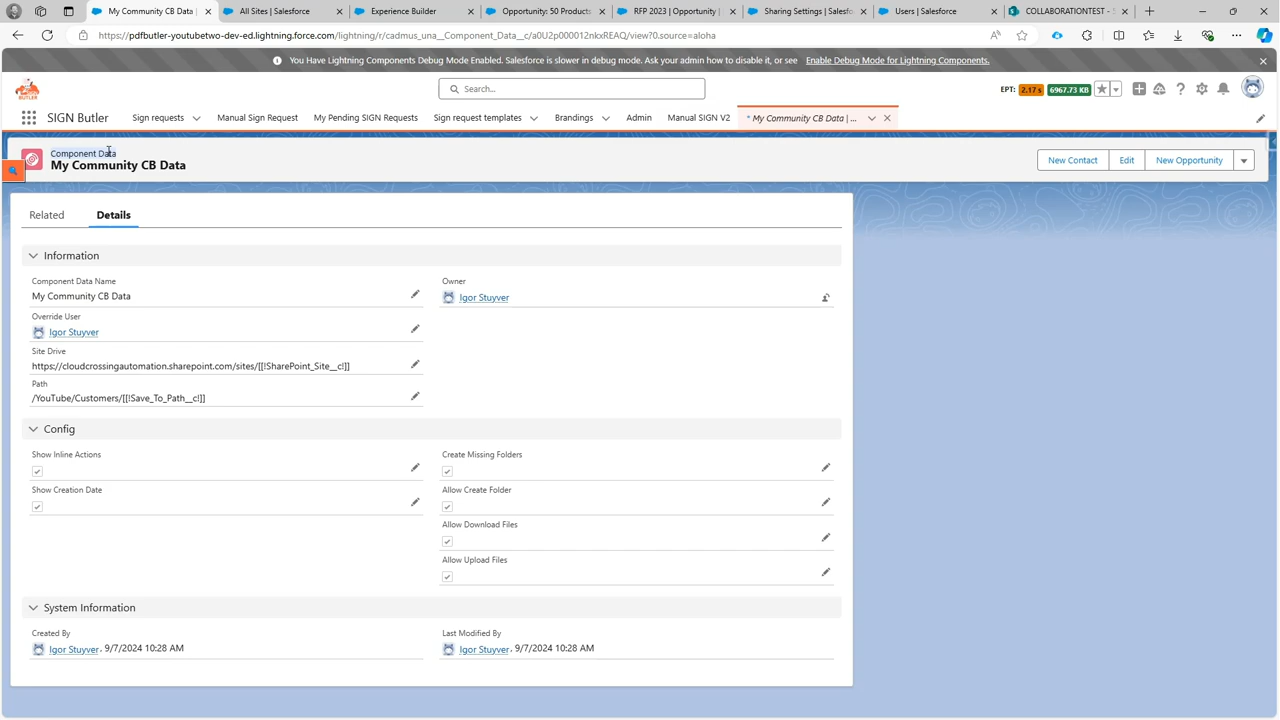 My Community CB Data |
All Sites | Salesforce
Experience Builder
Opportunity: 50 Products
RFP 2023 | Opportunity |
Sharing Settings | Salesfo
Users | Salesforce
COLLABORATIONTEST - S
https://pdfbutler-youtubetwo-dev-ed.lightning.force.com/lightning/r/cadmus_una__Component_Data__c/a0U2p000012nkxREAQ/view?0.source=aloha
You Have Lightning Components Debug Mode Enabled. Salesforce is slower in debug mode. Ask your admin how to disable it, or see Enable Debug Mode for Lightning Components.
Search...
EPT: 2.17 s 6967.73 KB
SIGN Butler
Sign requests
Manual Sign Request
My Pending SIGN Requests
Sign request templates
Brandings
Admin
Manual SIGN V2
* My Community CB Data | ...
Component Data
My Community CB Data
New Contact
Edit
New Opportunity
Related
Details
Information
Component Data Name
My Community CB Data
Owner
Igor Stuyver
Override User
Igor Stuyver
Site Drive
https://cloudcrossingautomation.sharepoint.com/sites/[[!SharePoint_Site__c!]]
Path
/YouTube/Customers/[[!Save_To_Path__c!]]
Config
Show Inline Actions
Create Missing Folders
Show Creation Date
Allow Create Folder
Allow Download Files
Allow Upload Files
System Information
Created By
Igor Stuyver, 9/7/2024 10:28 AM
Last Modified By
Igor Stuyver, 9/7/2024 10:28 AM